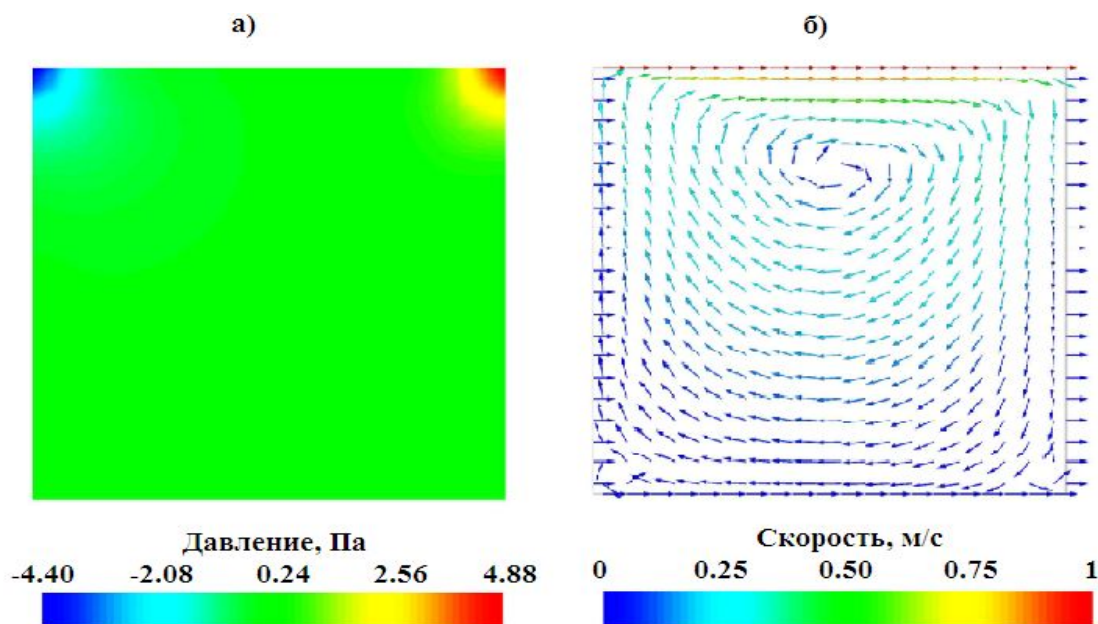 а)
б)
Давление, Па
-4.40 -2.08 0.24 2.56 4.88
Скорость, м/с
0 0.25 0.50 0.75 1